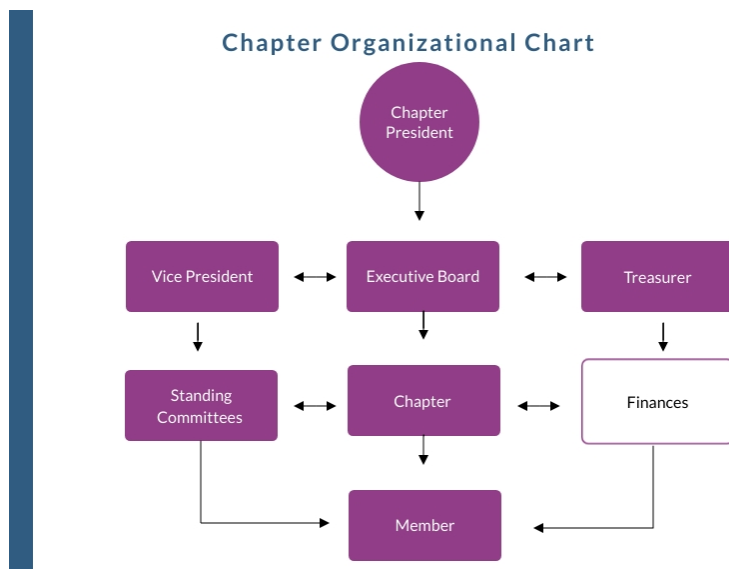 Chapter Organizational Chart
Chapter
President
Vice President
Executive Board
Treasurer
Standing
Committees
Chapter
Finances
Member